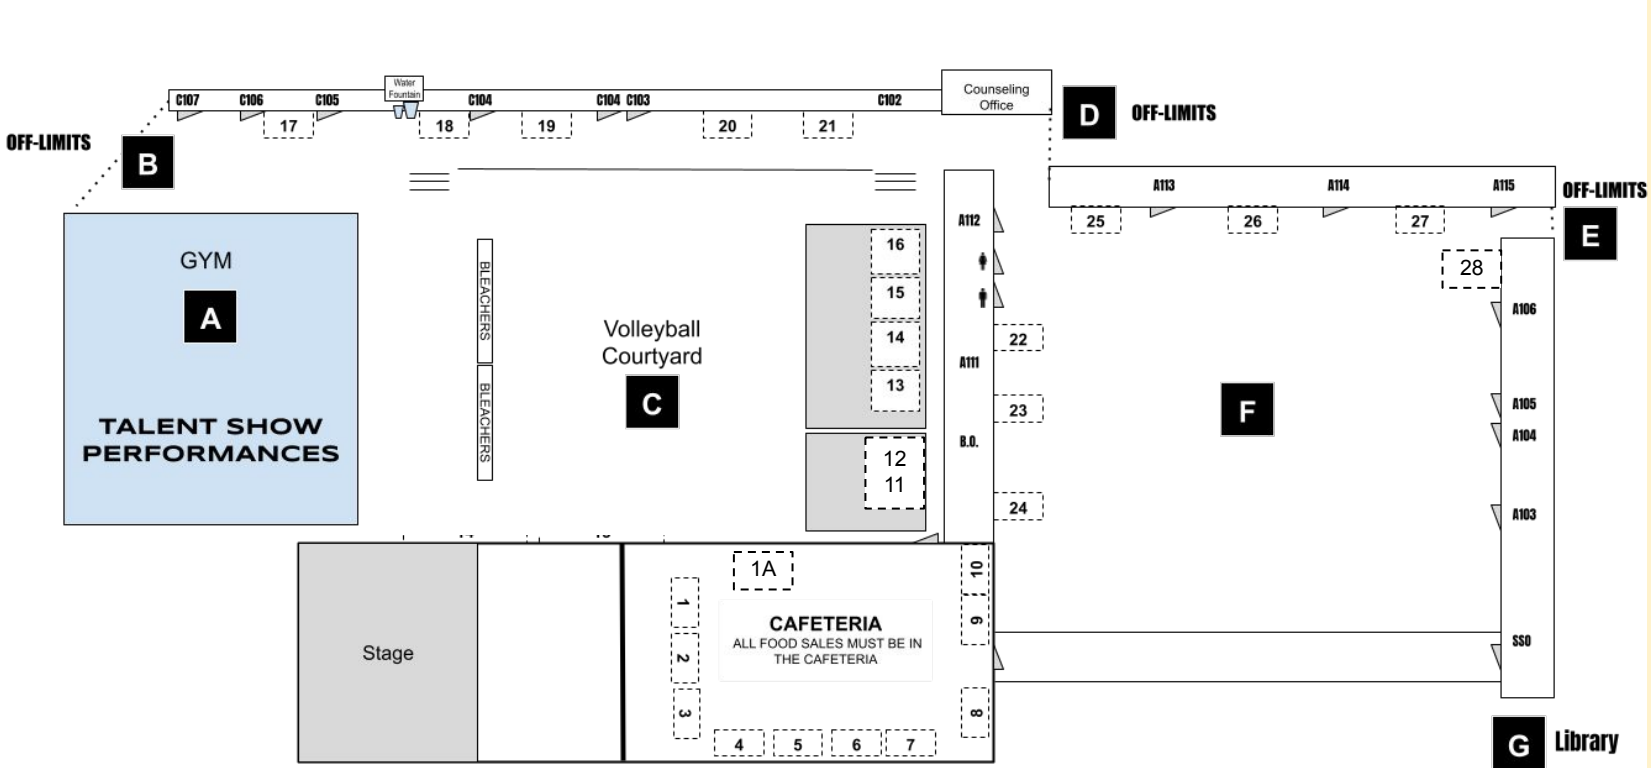 Water
Fountain
C107
C106
C105
C104
C104
C103
C102
Counseling
Office
17
18
19
20
21
OFF-LIMITS
B
D
OFF-LIMITS
A113
A114
A115
OFF-LIMITS
E
25
26
27
28
GYM
A
TALENT SHOW
PERFORMANCES
BLEACHERS
BLEACHERS
Volleyball
Courtyard
C
16
15
14
13
12
11
A112
A111
B.O.
22
23
24
F
A106
A105
A104
A103
SSO
Stage
1A
1
2
3
CAFETERIA
ALL FOOD SALES MUST BE IN
THE CAFETERIA
10
9
8
4
5
6
7
G
Library